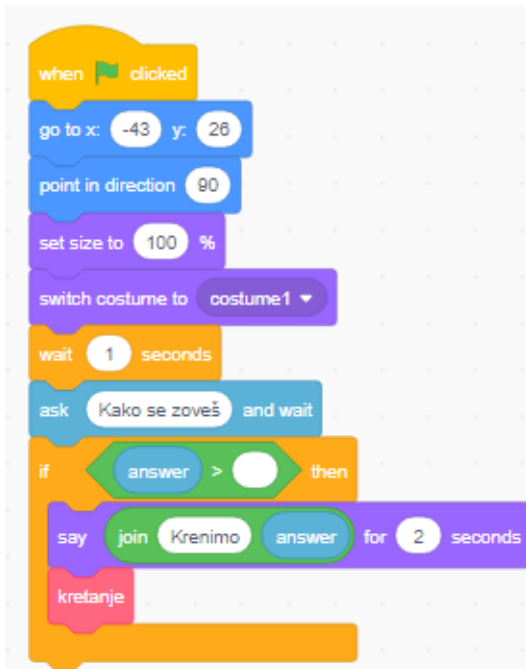 when clicked
go to x: -43 y: 26
point in direction 90
set size to 100 %
switch costume to costume1
wait 1 seconds
ask Kako se zoveš and wait
if answer > then
say join Krenimo answer for 2 seconds
kretanje